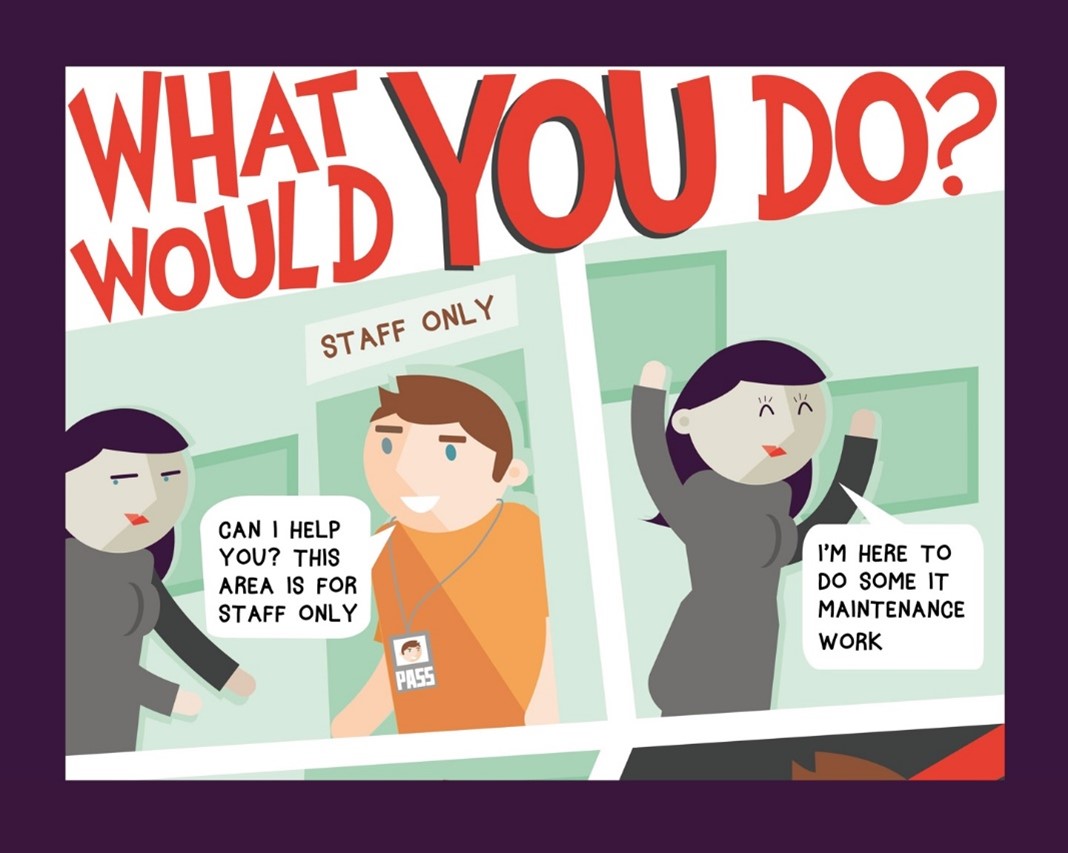 WHAT
WOULD
YOU DO?
STAFF ONLY
CAN I HELP
YOU? THIS
AREA IS FOR
STAFF ONLY
PASS
I'M HERE TO
DO SOME IT
MAINTENANCE
WORK